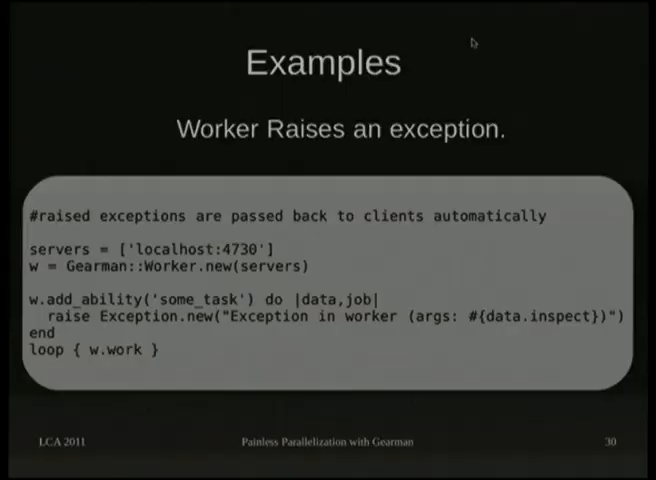 Examples
Worker Raises an exception.
#raised exceptions are passed back to clients automatically
servers = ['localhost:4730']
w = Gearman::Worker.new(servers)
w.add_ability('some_task') do |data,job|
  raise Exception.new("Exception in worker (args: #{data.inspect})")
end
loop { w.work }
LCA 2011
Painless Parallelization with Gearman
30